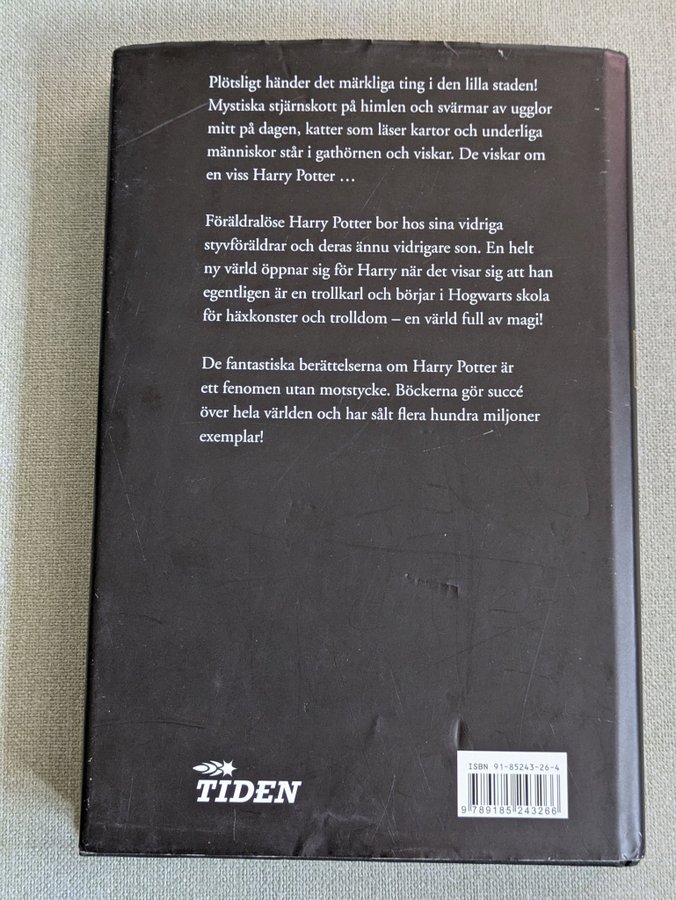 Plötsligt händer det märkliga ting i den lilla staden!
Mystiska stjärnskott på himlen och svärmar av ugglor
mitt på dagen, katter som läser kartor och underliga
människor står i gathörnen och viskar. De viskar om
en viss Harry Potter …
Föräldralöse Harry Potter bor hos sina vidriga
styvföräldrar och deras ännu vidrigare son. En helt
ny värld öppnar sig för Harry när det visar sig att han
egentligen är en trollkarl och börjar i Hogwarts skola
för häxkonster och trolldom – en värld full av magi!
De fantastiska berättelserna om Harry Potter är
ett fenomen utan motstycke. Böckerna gör succé
över hela världen och har sålt flera hundra miljoner
exemplar!
TIDEN
ISBN 91-85243-26-4
9 789185 243266